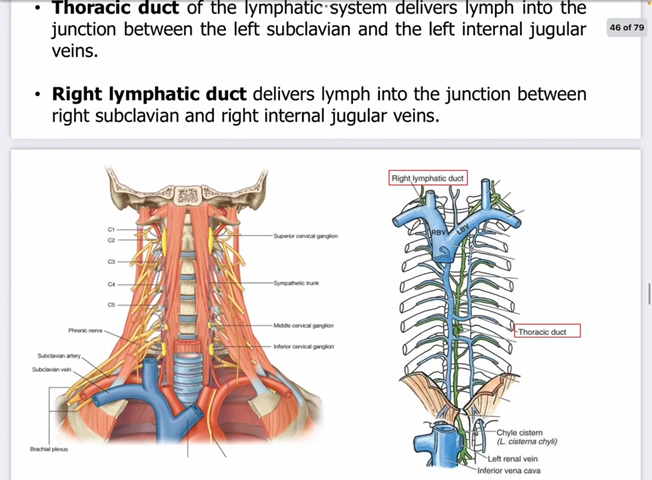 • Thoracic duct of the lymphatic system delivers lymph into the
junction between the left subclavian and the left internal jugular
veins.
46 of 79
• Right lymphatic duct delivers lymph into the junction between
right subclavian and right internal jugular veins.
C1
C2
C3
C4
C5
Phrenic nerve
Subclavian artery
Subclavian vein
Brachial plexus
Superior cervical ganglion
Sympathetic trunk
Middle cervical ganglion
Inferior cervical ganglion
Right lymphatic duct
RBV
LBV
Thoracic duct
Chyle cistern
(L. cisterna chyli)
Left renal vein
Inferior vena cava